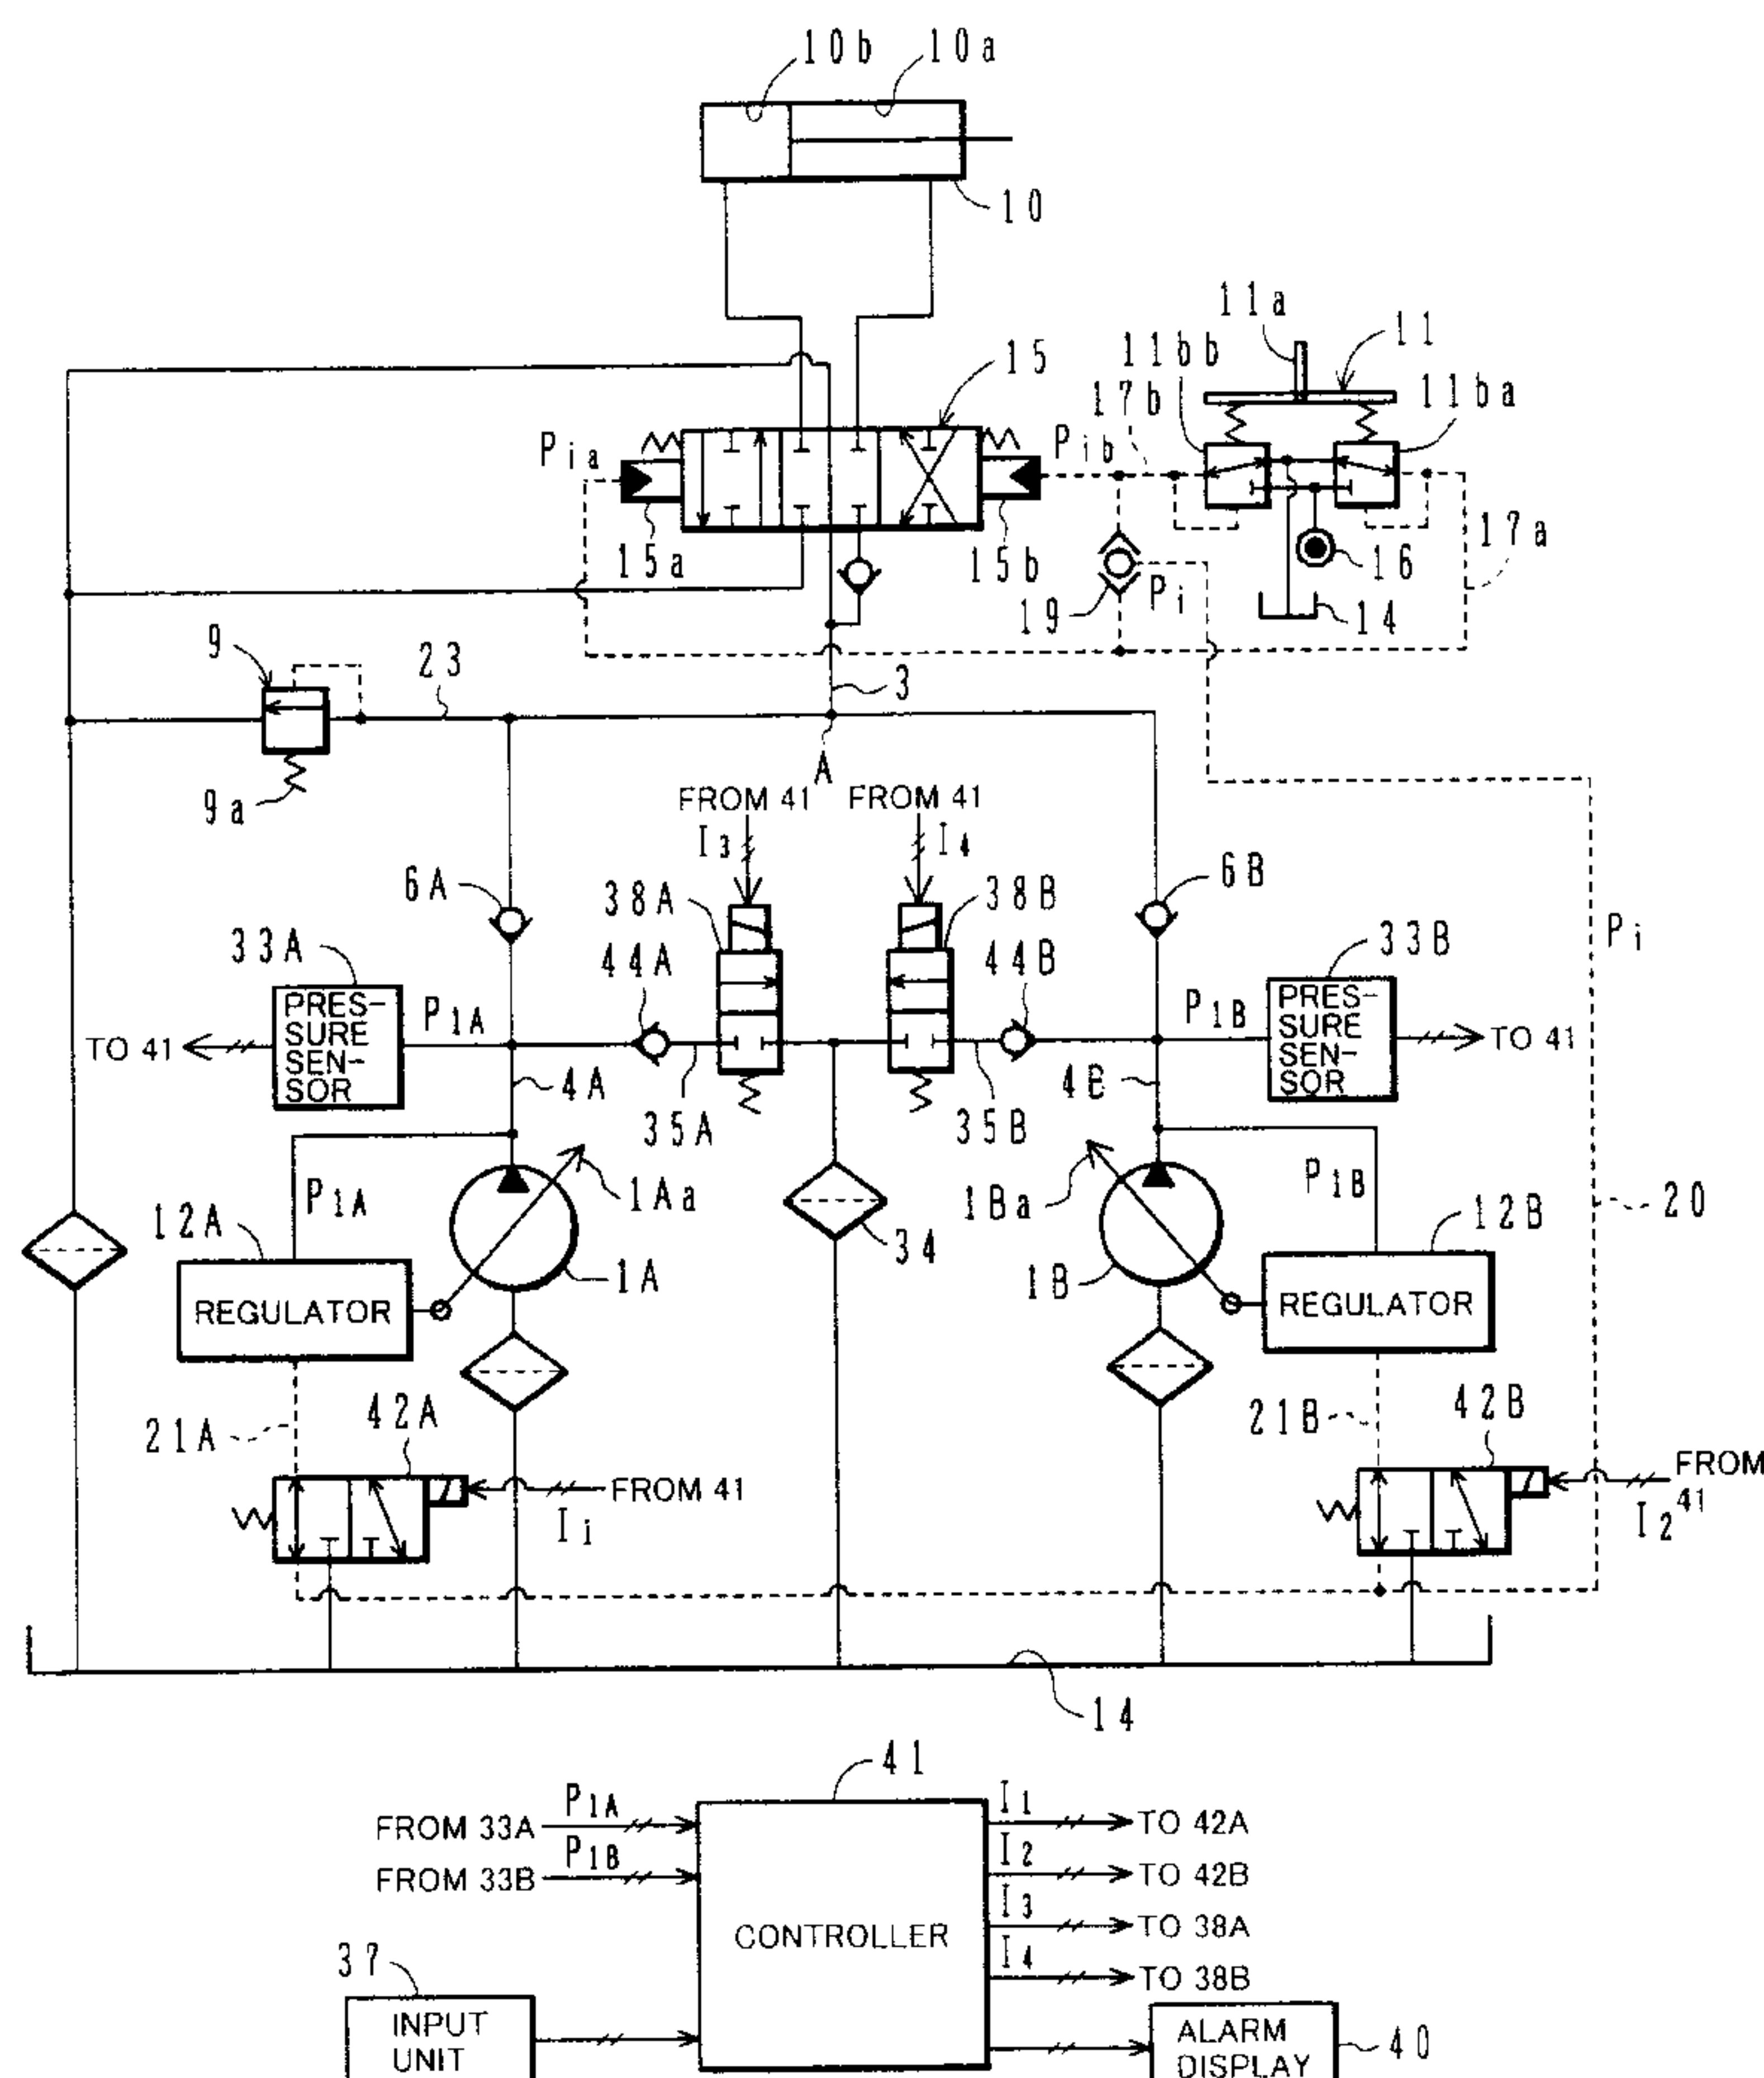 10b
10a
10
11a
11
11bb
15
17b
11ba
Pia
Pib
15a
15b
17a
16
Pi
19
14
9
23
3
A
9a
FROM 41
FROM 41
I3
I4
6A
6B
38A
38B
Pi
33A
44A
44B
33B
PRES-
SURE
SEN-
SOR
P1A
P1B
PRES-
SURE
SEN-
SOR
TO 41
TO 41
4A
4B
35A
35B
P1A
1Aa
1Ba
P1B
12A
20
12B
34
1A
1B
REGULATOR
REGULATOR
42A
42B
21A
21B
FROM 41
FROM
41
Ii
I2
14
41
P1A
I1
FROM 33A
TO 42A
P1B
I2
FROM 33B
TO 42B
I3
CONTROLLER
TO 38A
I4
37
TO 38B
INPUT
UNIT
ALARM
DISPLAY
40